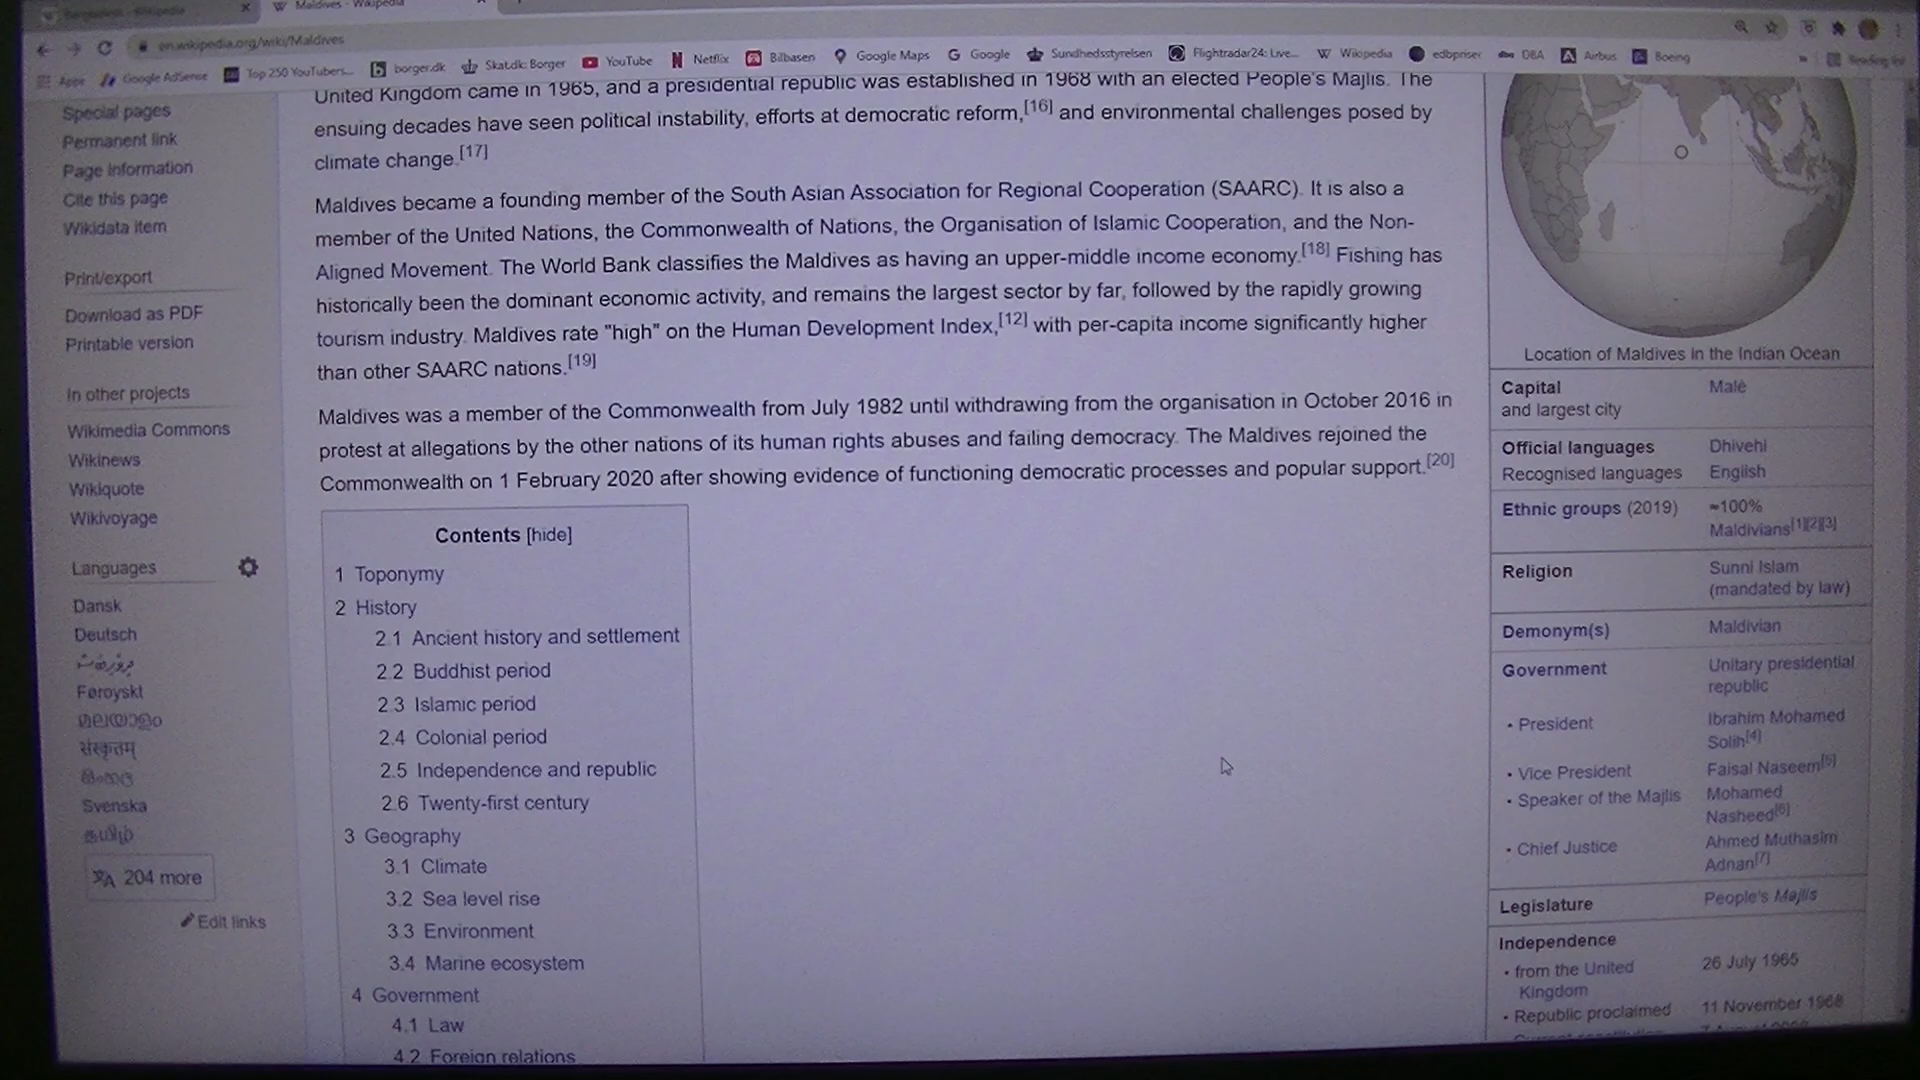 Maldives - Wikipedia
en.wikipedia.org/wiki/Maldives
Apps Google AdSense Top 250 YouTubers... borger.dk Skat.dk: Borger YouTube Netflix Bilbasen Google Maps Google Sundhedsstyrelsen Flightradar24: Live... Wikipedia edbpriser DBA Airbus Boeing » Reading list
Special pages
Permanent link
Page information
Cite this page
Wikidata item
Print/export
Download as PDF
Printable version
In other projects
Wikimedia Commons
Wikinews
Wikiquote
Wikivoyage
Languages
Dansk
Deutsch
Føroyskt
മലയാളം
संस्कृतम्
සිංහල
Svenska
தமிழ்
204 more
Edit links
United Kingdom came in 1965, and a presidential republic was established in 1968 with an elected People's Majlis. The
ensuing decades have seen political instability, efforts at democratic reform,[16] and environmental challenges posed by
climate change.[17]
Maldives became a founding member of the South Asian Association for Regional Cooperation (SAARC). It is also a
member of the United Nations, the Commonwealth of Nations, the Organisation of Islamic Cooperation, and the Non-
Aligned Movement. The World Bank classifies the Maldives as having an upper-middle income economy.[18] Fishing has
historically been the dominant economic activity, and remains the largest sector by far, followed by the rapidly growing
tourism industry. Maldives rate "high" on the Human Development Index,[12] with per-capita income significantly higher
than other SAARC nations.[19]
Maldives was a member of the Commonwealth from July 1982 until withdrawing from the organisation in October 2016 in
protest at allegations by the other nations of its human rights abuses and failing democracy. The Maldives rejoined the
Commonwealth on 1 February 2020 after showing evidence of functioning democratic processes and popular support.[20]
Contents [hide]
1 Toponymy
2 History
2.1 Ancient history and settlement
2.2 Buddhist period
2.3 Islamic period
2.4 Colonial period
2.5 Independence and republic
2.6 Twenty-first century
3 Geography
3.1 Climate
3.2 Sea level rise
3.3 Environment
3.4 Marine ecosystem
4 Government
4.1 Law
4.2 Foreign relations
Location of Maldives in the Indian Ocean
Capital Malé
and largest city
Official languages Dhivehi
Recognised languages English
Ethnic groups (2019) ≈100%
Maldivians[1][2][3]
Religion Sunni Islam
(mandated by law)
Demonym(s) Maldivian
Government Unitary presidential
republic
• President Ibrahim Mohamed
Solih[4]
• Vice President Faisal Naseem[5]
• Speaker of the Majlis Mohamed
Nasheed[6]
• Chief Justice Ahmed Muthasim
Adnan[7]
Legislature People's Majlis
Independence
• from the United 26 July 1965
Kingdom
• Republic proclaimed 11 November 1968